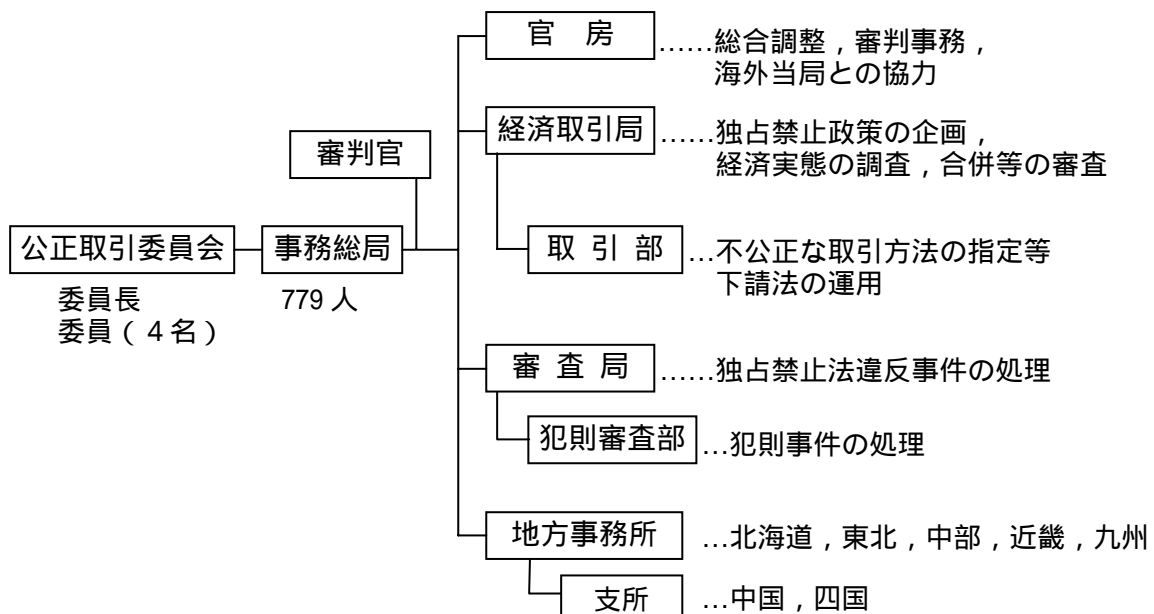 官 房
……総合調整，審判事務，
海外当局との協力
経済取引局
……独占禁止政策の企画，
経済実態の調査，合併等の審査
審判官
公正取引委員会
事務総局
取 引 部
…不公正な取引方法の指定等
下請法の運用
委員長
委員（４名）
779 人
審 査 局
……独占禁止法違反事件の処理
犯則審査部
…犯則事件の処理
地方事務所
…北海道，東北，中部，近畿，九州
支所
…中国，四国